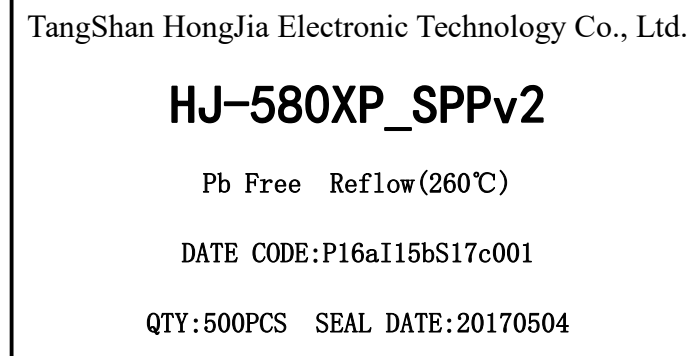 TangShan HongJia Electronic Technology Co., Ltd.
HJ-580XP_SPPv2
Pb Free  Reflow(260℃)
DATE CODE:P16aI15bS17c001
QTY:500PCS  SEAL DATE:20170504